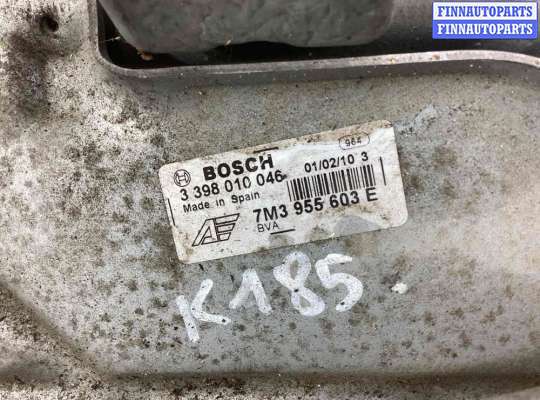 FINNAUTOPARTS
FINNAUTOPARTS
964
BOSCH
01/02/10 3
3 398 010 046
Made in Spain
7M3 955 603 E
BVA
K185